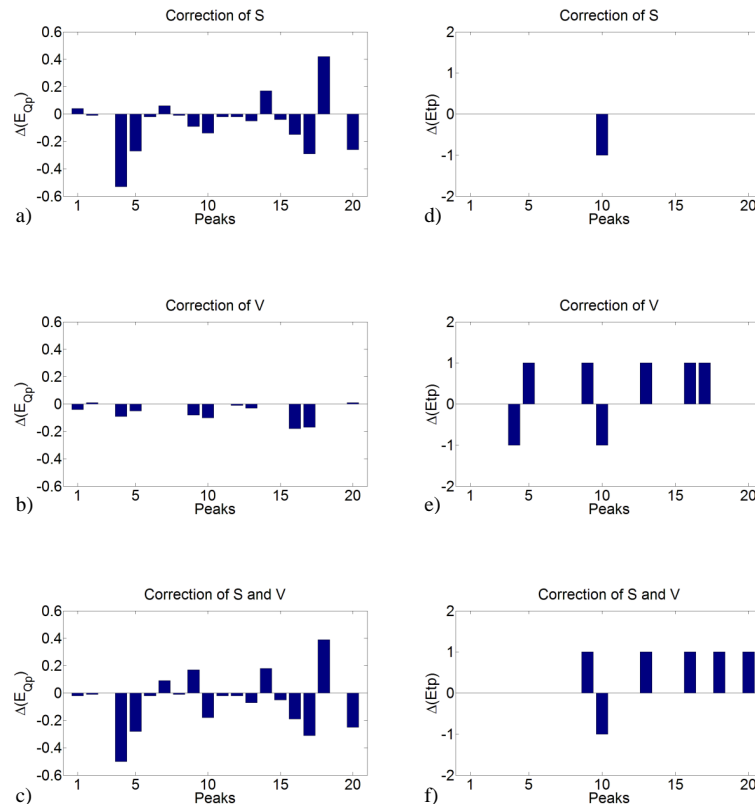 Correction of S
Δ(E_Qp)
0.6
0.4
0.2
0
-0.2
-0.4
-0.6
1 5 10 15 20
Peaks
a)
Correction of S
Δ(Etp)
2
1
0
-1
-2
1 5 10 15 20
Peaks
d)
Correction of V
Δ(E_Qp)
0.6
0.4
0.2
0
-0.2
-0.4
-0.6
1 5 10 15 20
Peaks
b)
Correction of V
Δ(Etp)
2
1
0
-1
-2
1 5 10 15 20
Peaks
e)
Correction of S and V
Δ(E_Qp)
0.6
0.4
0.2
0
-0.2
-0.4
-0.6
1 5 10 15 20
Peaks
c)
Correction of S and V
Δ(Etp)
2
1
0
-1
-2
1 5 10 15 20
Peaks
f)